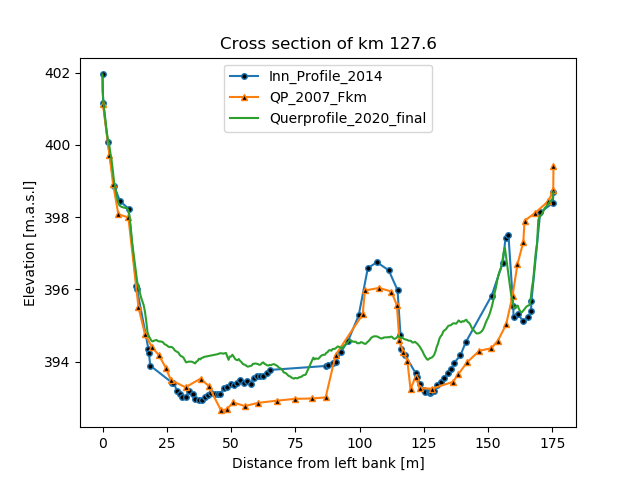 Cross section of km 127.6
Inn_Profile_2014
QP_2007_Fkm
Querprofile_2020_final
402
400
398
396
394
Elevation [m.a.s.l]
0 25 50 75 100 125 150 175
Distance from left bank [m]